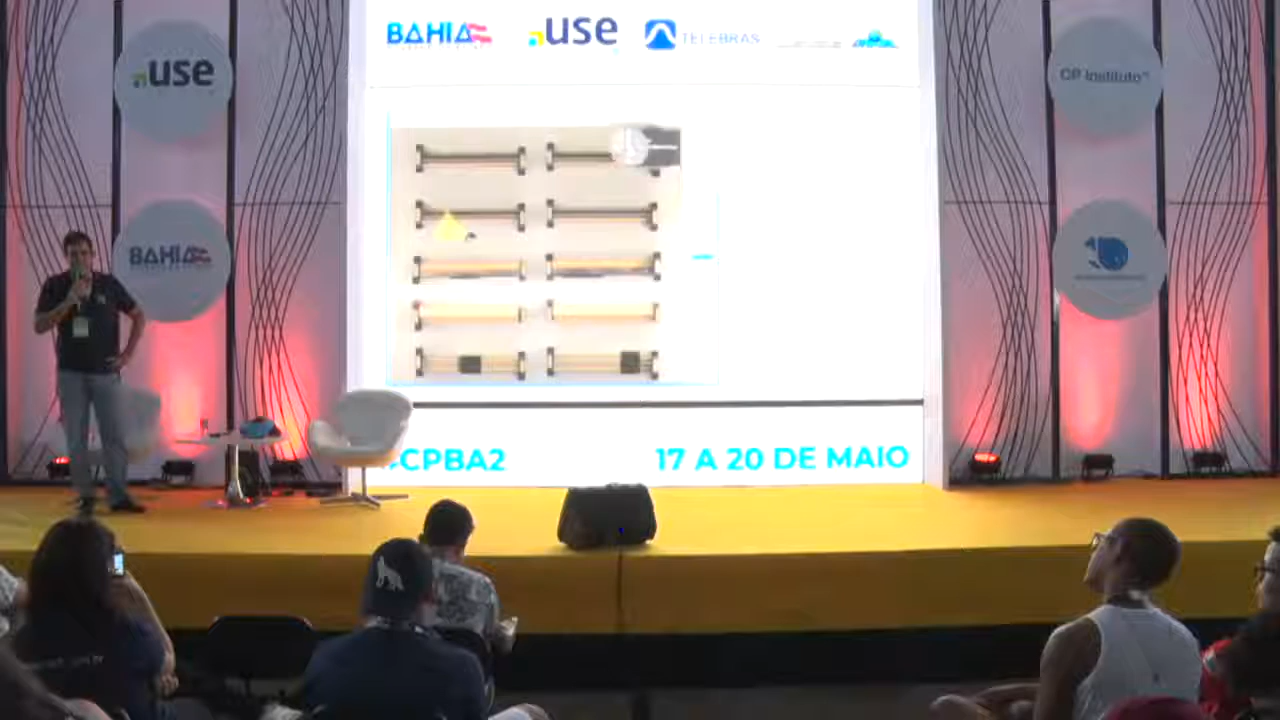 BAHIA
use
TELEBRAS
use
CP Instituto
BAHIA
CPBA2
17 A 20 DE MAIO